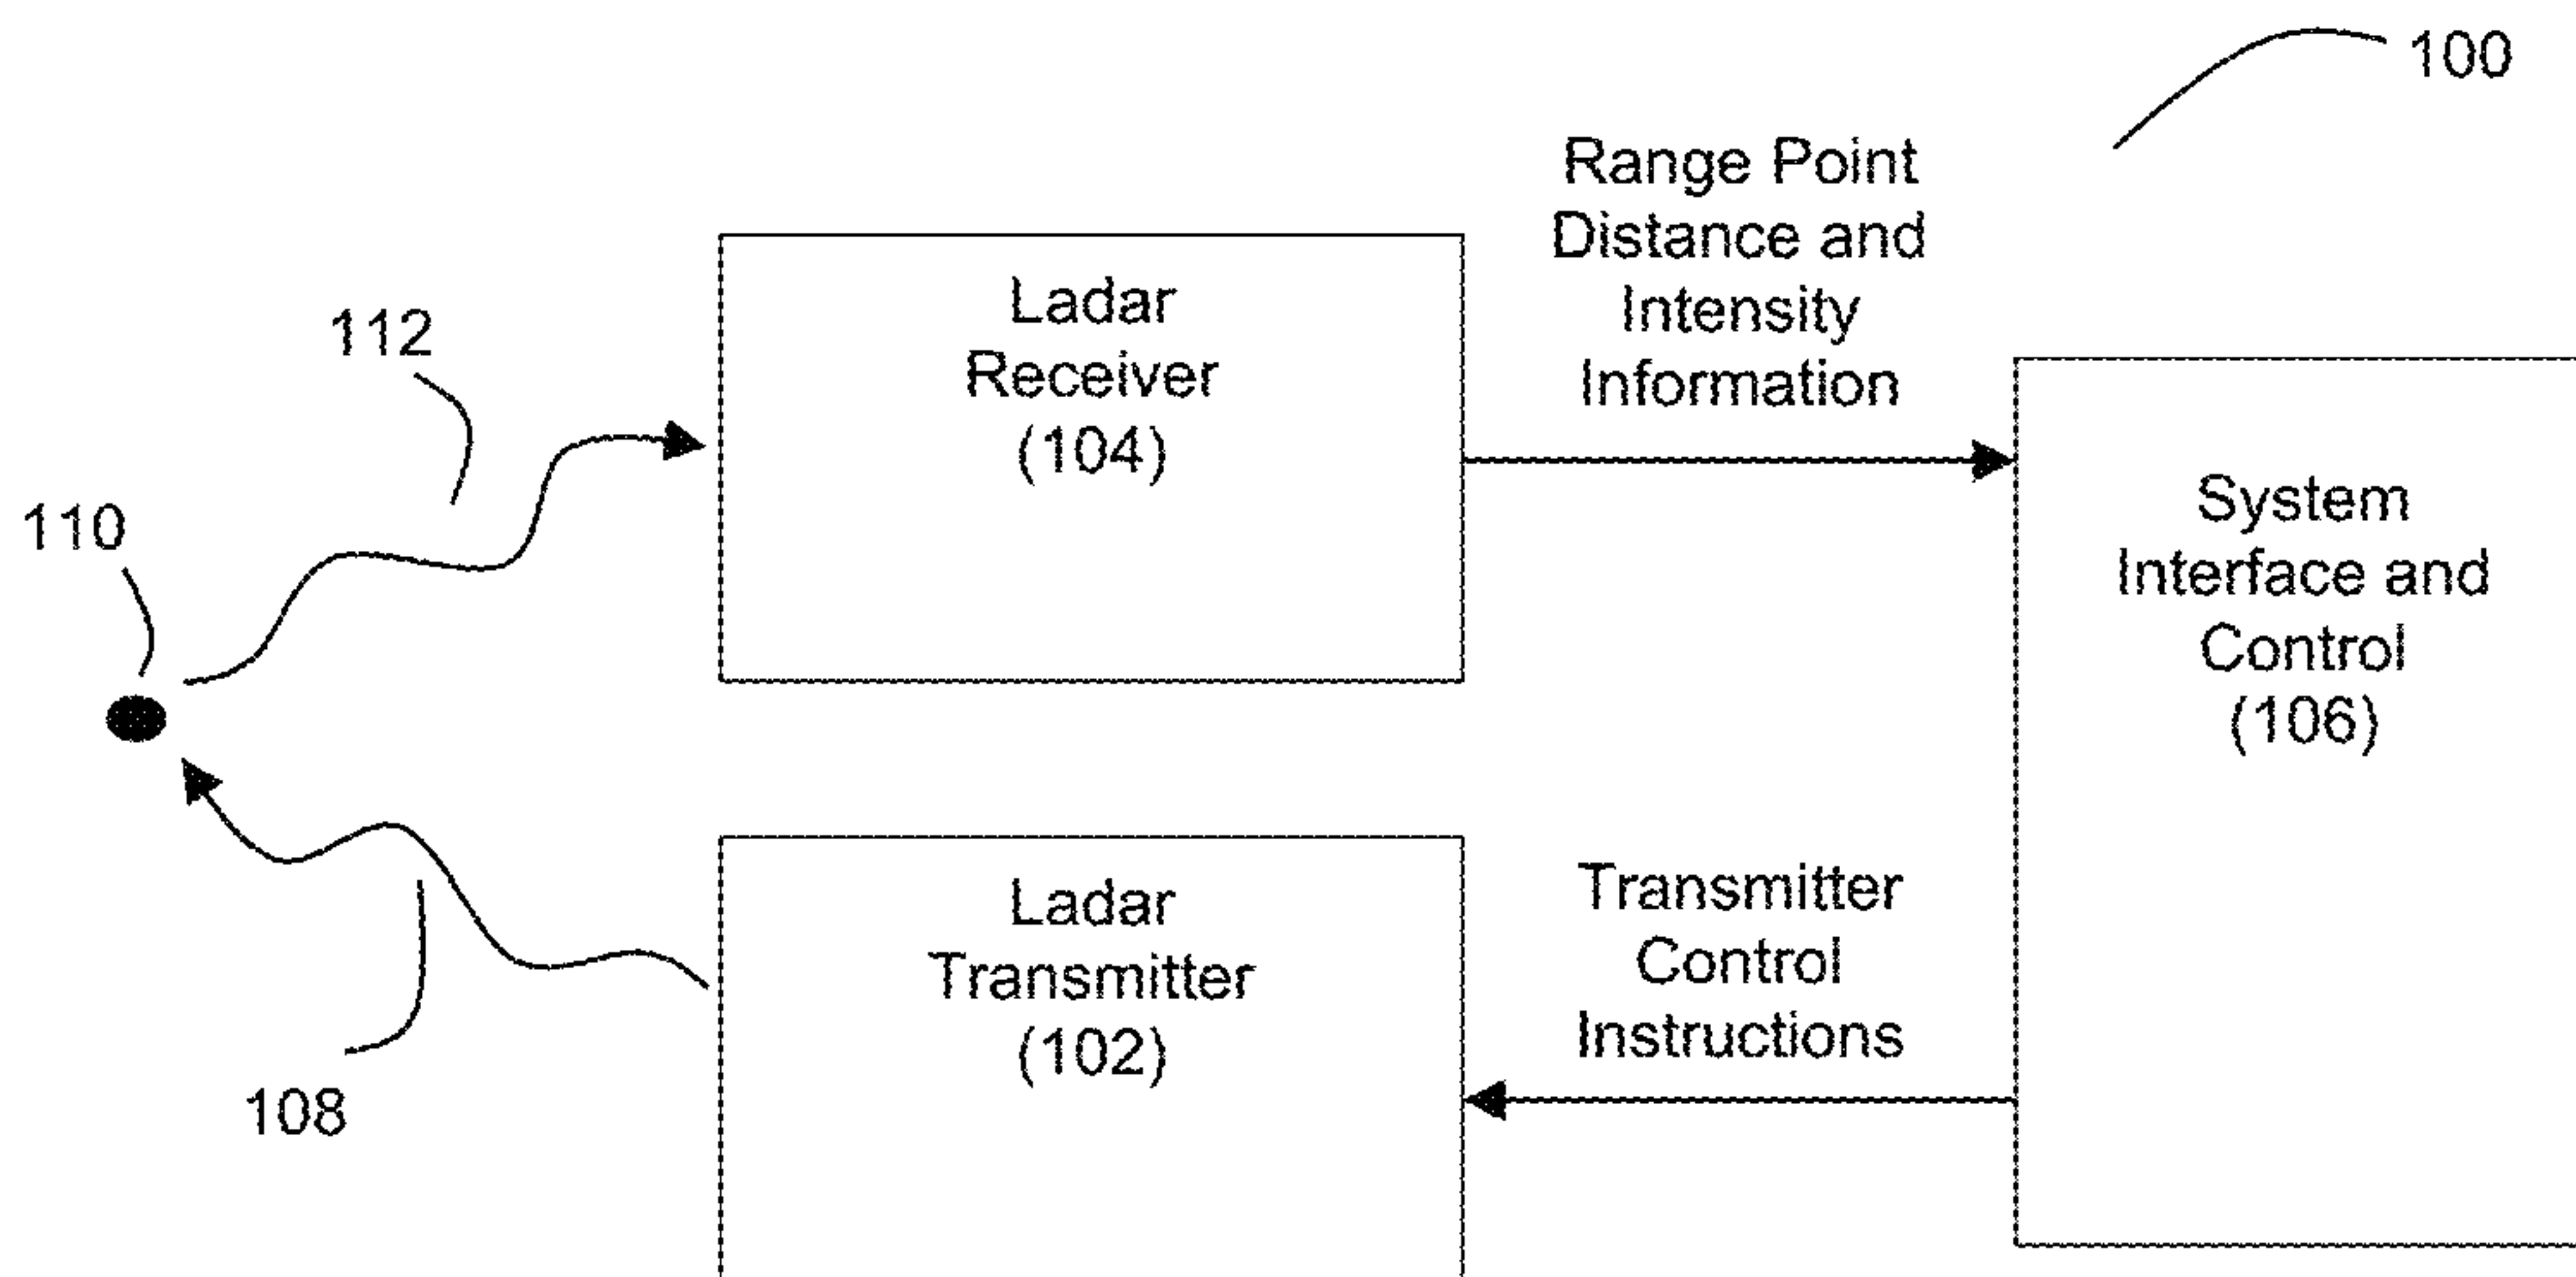 100
Range Point
Distance and
Intensity
Information
Ladar
Receiver
(104)
112
110
System
Interface and
Control
(106)
Ladar
Transmitter
(102)
Transmitter
Control
Instructions
108